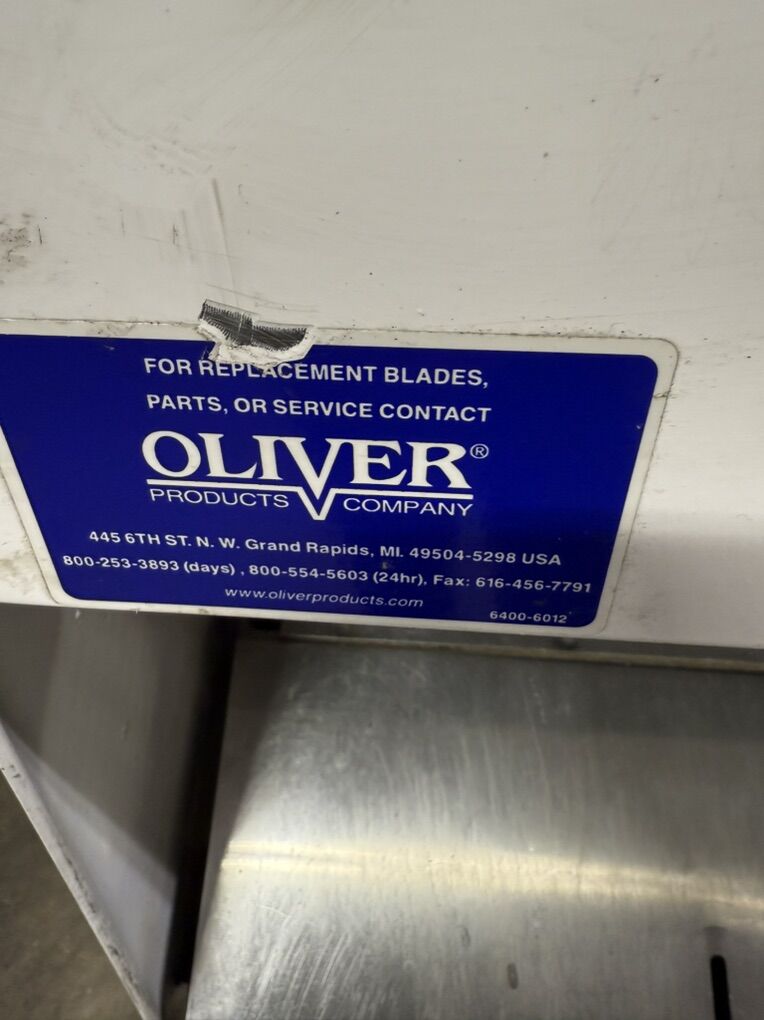 FOR REPLACEMENT BLADES,
PARTS, OR SERVICE CONTACT
OLIVER®
PRODUCTS COMPANY
445 6TH ST. N. W. Grand Rapids, MI. 49504-5298 USA
800-253-3893 (days) , 800-554-5603 (24hr), Fax: 616-456-7791
www.oliverproducts.com
6400-6012